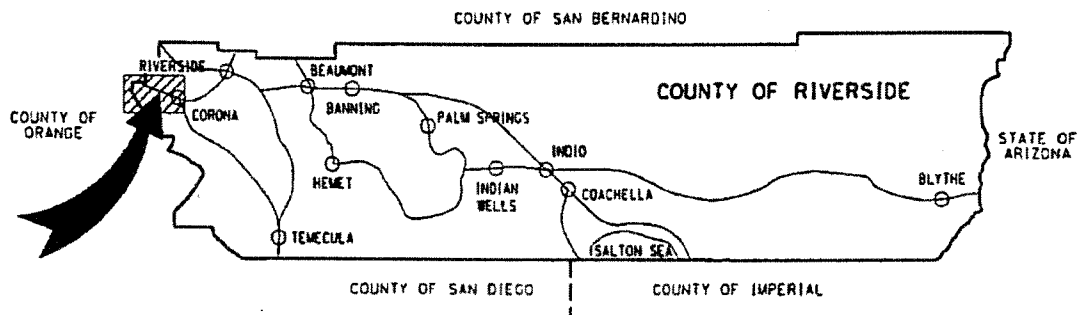 COUNTY OF SAN BERNARDINO
RIVERSIDE
BEAUMONT
COUNTY OF RIVERSIDE
BANNING
CORONA
COUNTY OF
ORANGE
PALM SPRINGS
STATE OF
ARIZONA
INDIO
HEMET
INDIAN
WELLS
COACHELLA
BLYTHE
TEMECULA
SALTON SEA
COUNTY OF SAN DIEGO
COUNTY OF IMPERIAL